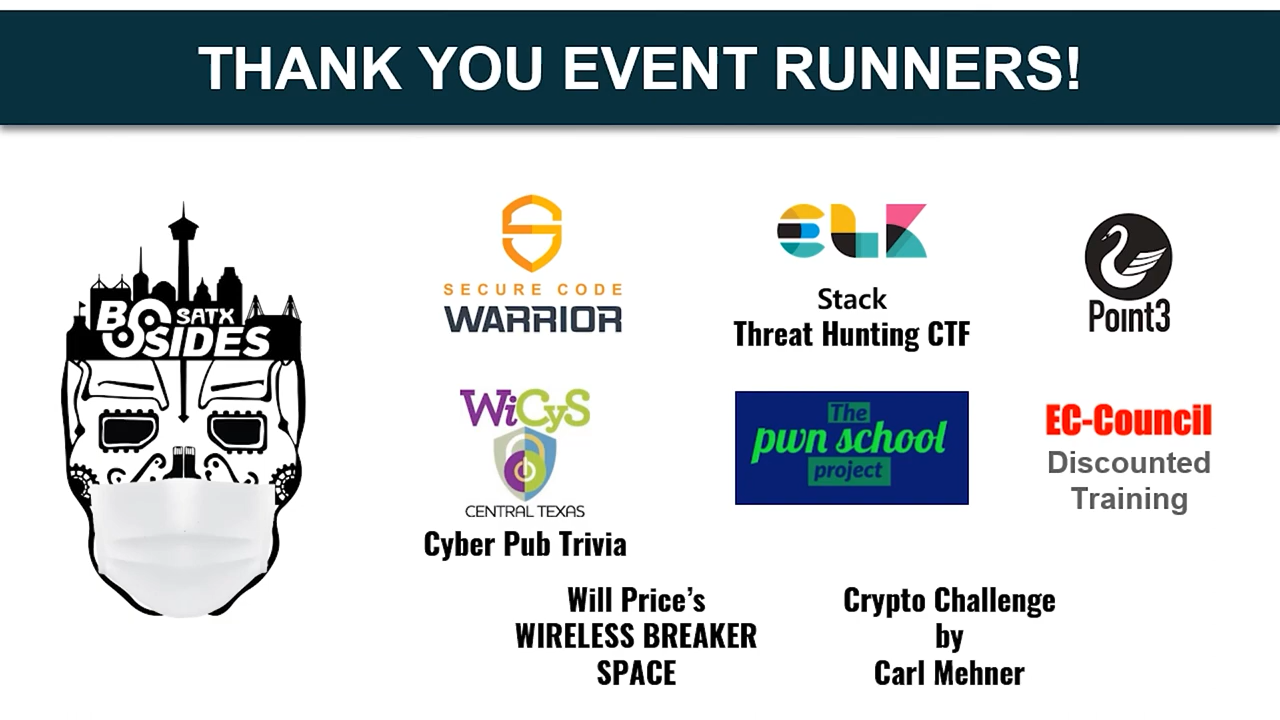 THANK YOU EVENT RUNNERS!
BSIDES
SATX
SECURE CODE
WARRIOR
ELK
Stack
Threat Hunting CTF
Point3
WiCyS
CENTRAL TEXAS
Cyber Pub Trivia
The
pwn school
project
EC-Council
Discounted
Training
Will Price’s
WIRELESS BREAKER
SPACE
Crypto Challenge
by
Carl Mehner